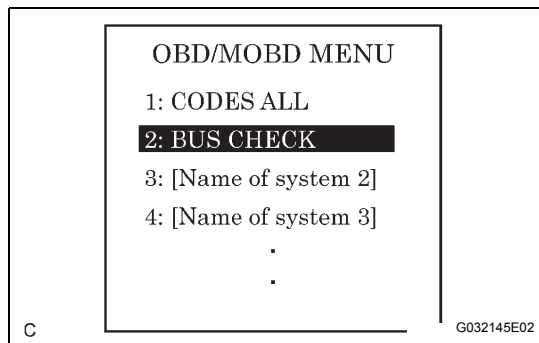 OBD/MOBD MENU
1: CODES ALL
2: BUS CHECK
3: [Name of system 2]
4: [Name of system 3]
.
.
C
G032145E02